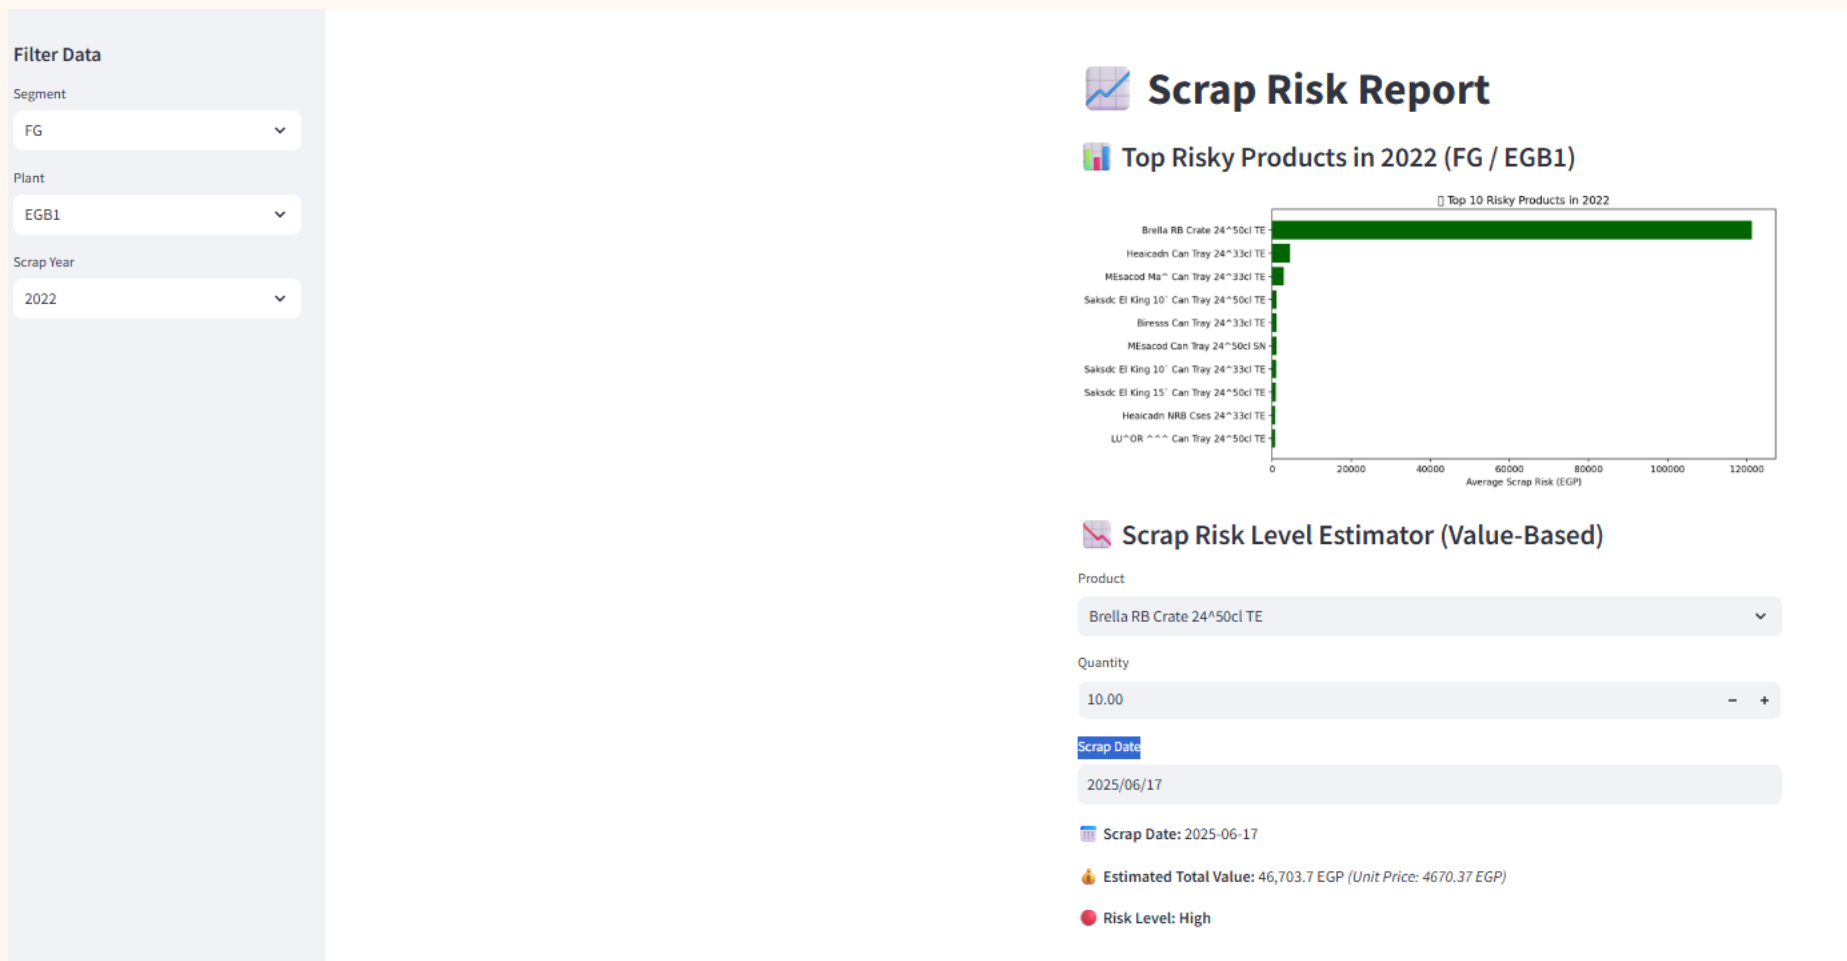 Filter Data
Segment
FG
Plant
EGB1
Scrap Year
2022
Scrap Risk Report
Top Risky Products in 2022 (FG / EGB1)
Top 10 Risky Products in 2022
Brella RB Crate 24^50cl TE
Heaicadn Can Tray 24^33cl TE
MEsacod Ma^ Can Tray 24^33cl TE
Saksdc El King 10` Can Tray 24^50cl TE
Biresss Can Tray 24^33cl TE
MEsacod Can Tray 24^50cl SN
Saksdc El King 10` Can Tray 24^33cl TE
Saksdc El King 15` Can Tray 24^50cl TE
Heaicadn NRB Cses 24^33cl TE
LU^OR ^^^ Can Tray 24^50cl TE
0 20000 40000 60000 80000 100000 120000
Average Scrap Risk (EGP)
Scrap Risk Level Estimator (Value-Based)
Product
Brella RB Crate 24^50cl TE
Quantity
10.00 − +
Scrap Date
2025/06/17
Scrap Date: 2025-06-17
Estimated Total Value: 46,703.7 EGP (Unit Price: 4670.37 EGP)
Risk Level: High